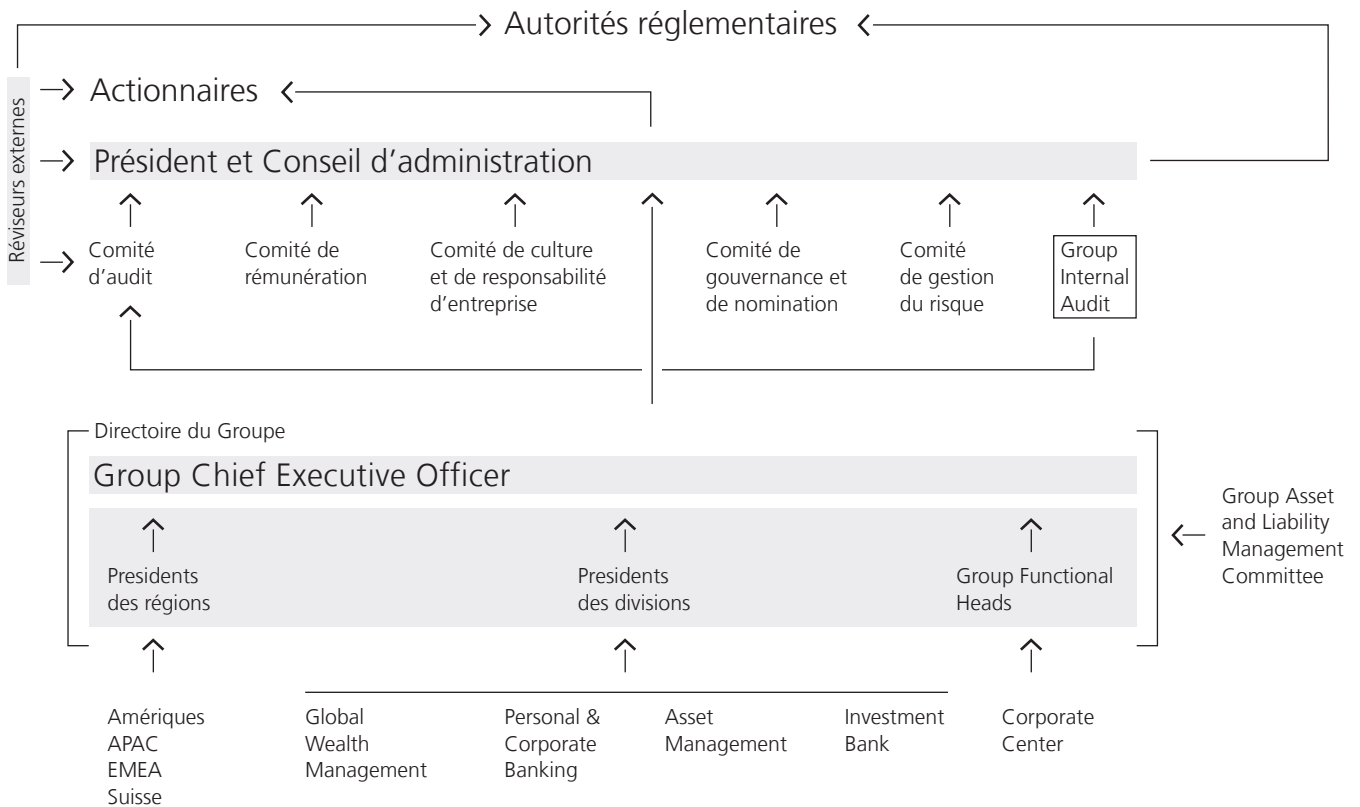 Autorités réglementaires
Réviseurs externes
Actionnaires
Président et Conseil d'administration
Comité
d'audit
Comité de
rémunération
Comité de culture
et de responsabilité
d'entreprise
Comité de
gouvernance et
de nomination
Comité
de gestion
du risque
Group
Internal
Audit
Directoire du Groupe
Group Chief Executive Officer
Presidents
des régions
Presidents
des divisions
Group Functional
Heads
Group Asset
and Liability
Management
Committee
Amériques
APAC
EMEA
Suisse
Global
Wealth
Management
Personal &
Corporate
Banking
Asset
Management
Investment
Bank
Corporate
Center